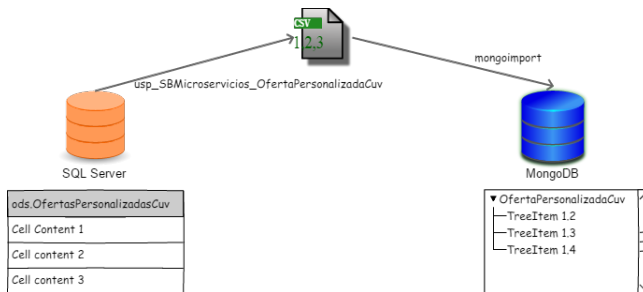 CSV
1,2,3
mongoimport
usp_SBMicroservicios_OfertaPersonalizadaCuv
SQL Server
MongoDB
ods.OfertasPersonalizadasCuv
Cell Content 1
Cell content 2
Cell content 3
▼ OfertaPersonalizadaCuv
TreeItem 1.2
TreeItem 1.3
TreeItem 1.4